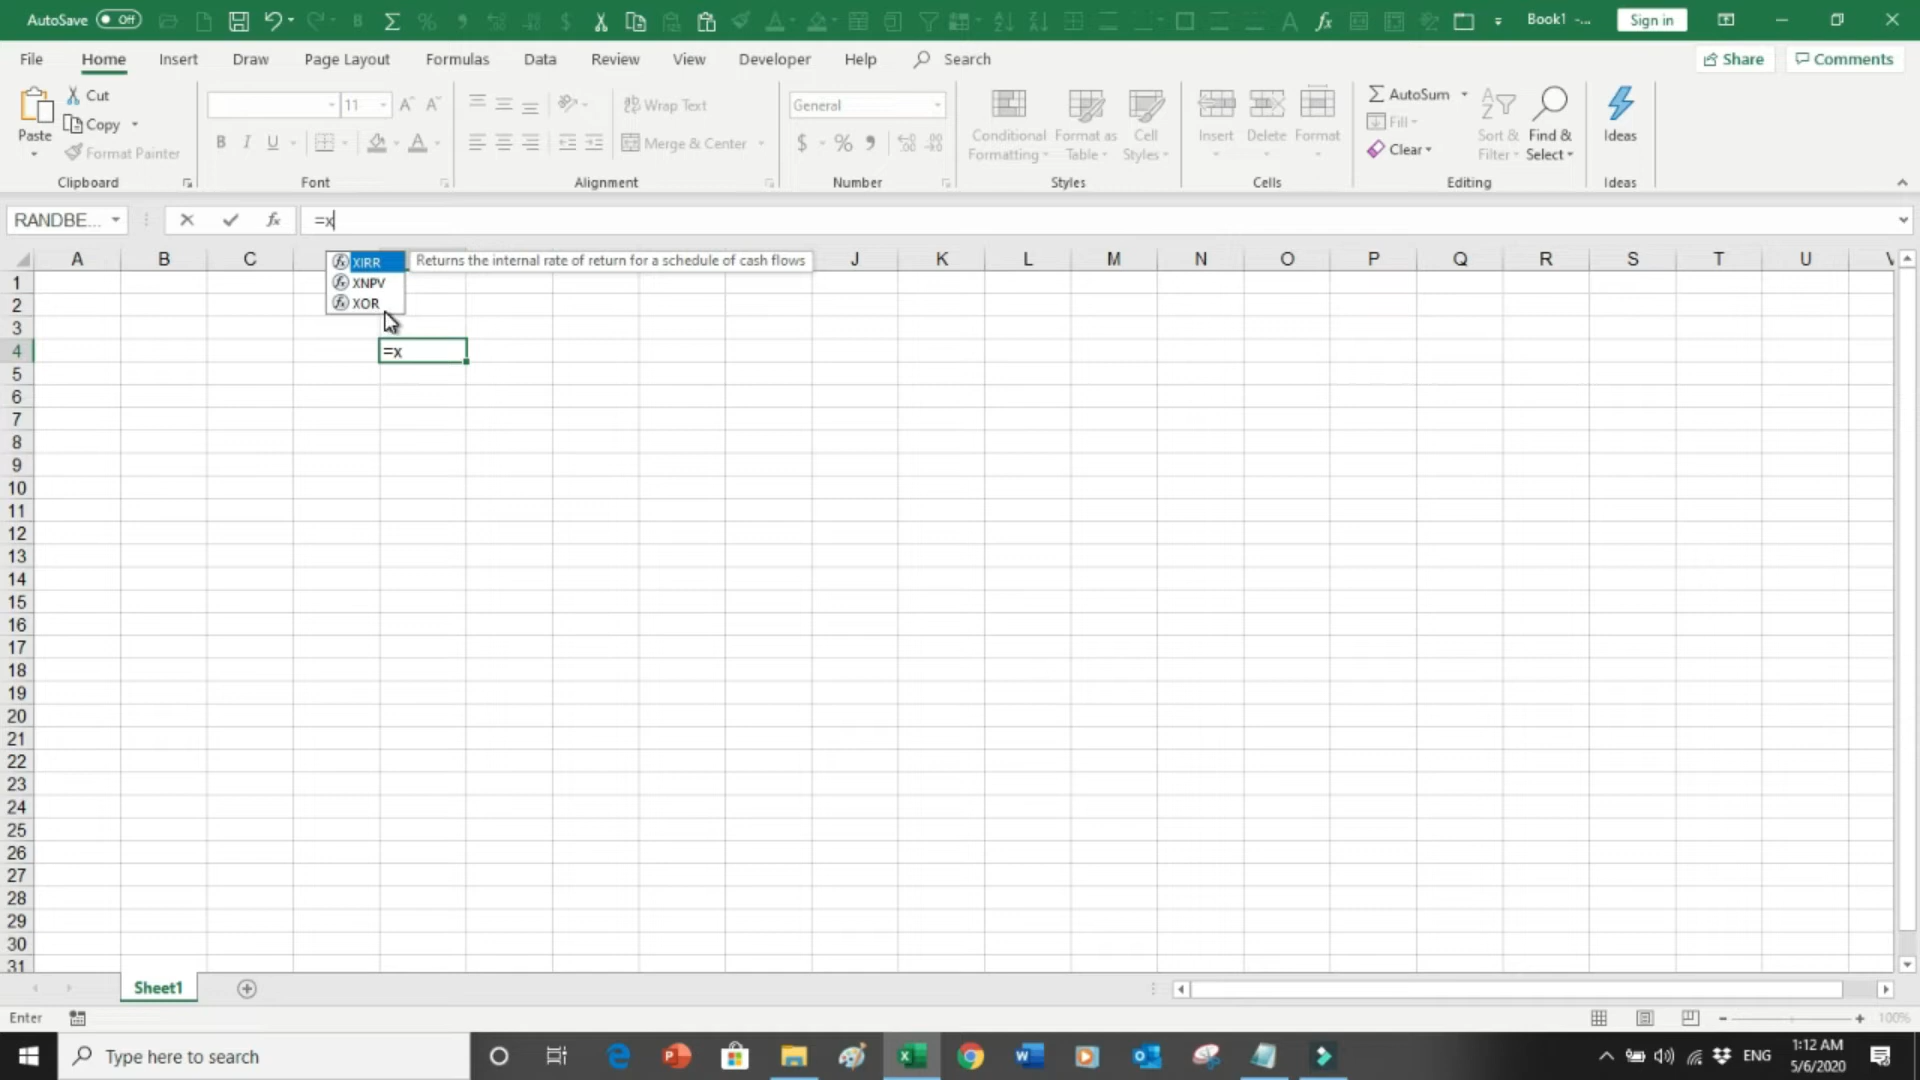 AutoSave Off
Book1 -...
Sign in
File Home Insert Draw Page Layout Formulas Data Review View Developer Help Search
Share Comments
Paste
Cut
Copy
Format Painter
Clipboard
11
B I U
Font
Wrap Text
Merge & Center
Alignment
General
$ %
Number
Conditional Formatting
Format as Table
Cell Styles
Styles
Insert Delete Format
Cells
AutoSum
Fill
Clear
Sort & Filter
Find & Select
Editing
Ideas
Ideas
RANDBE...
=x
A B C J K L M N O P Q R S T U
XIRR Returns the internal rate of return for a schedule of cash flows
XNPV
XOR
1
2
3
4 =x
5
6
7
8
9
10
11
12
13
14
15
16
17
18
19
20
21
22
23
24
25
26
27
28
29
30
31
Sheet1
Enter
100%
Type here to search
ENG
1:12 AM
5/6/2020